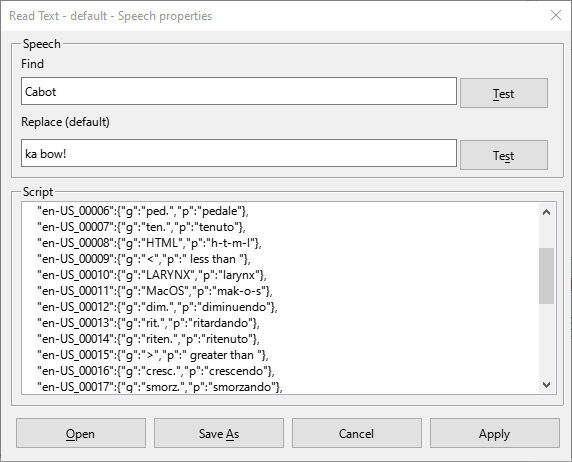 Read Text - default - Speech properties
Speech
Find
Cabot
Test
Replace (default)
ka bow!
Test
Script
"en-US_00006":{"g":"ped.","p":"pedale"},
"en-US_00007":{"g":"ten.","p":"tenuto"},
"en-US_00008":{"g":"HTML","p":"h-t-m-l"},
"en-US_00009":{"g":"<","p":" less than "},
"en-US_00010":{"g":"LARYNX","p":"larynx"},
"en-US_00011":{"g":"MacOS","p":"mak-o-s"},
"en-US_00012":{"g":"dim.","p":"diminuendo"},
"en-US_00013":{"g":"rit.","p":"ritardando"},
"en-US_00014":{"g":"riten.","p":"ritenuto"},
"en-US_00015":{"g":">","p":" greater than "},
"en-US_00016":{"g":"cresc.","p":"crescendo"},
"en-US_00017":{"g":"smorz.","p":"smorzando"},
Open
Save As
Cancel
Apply